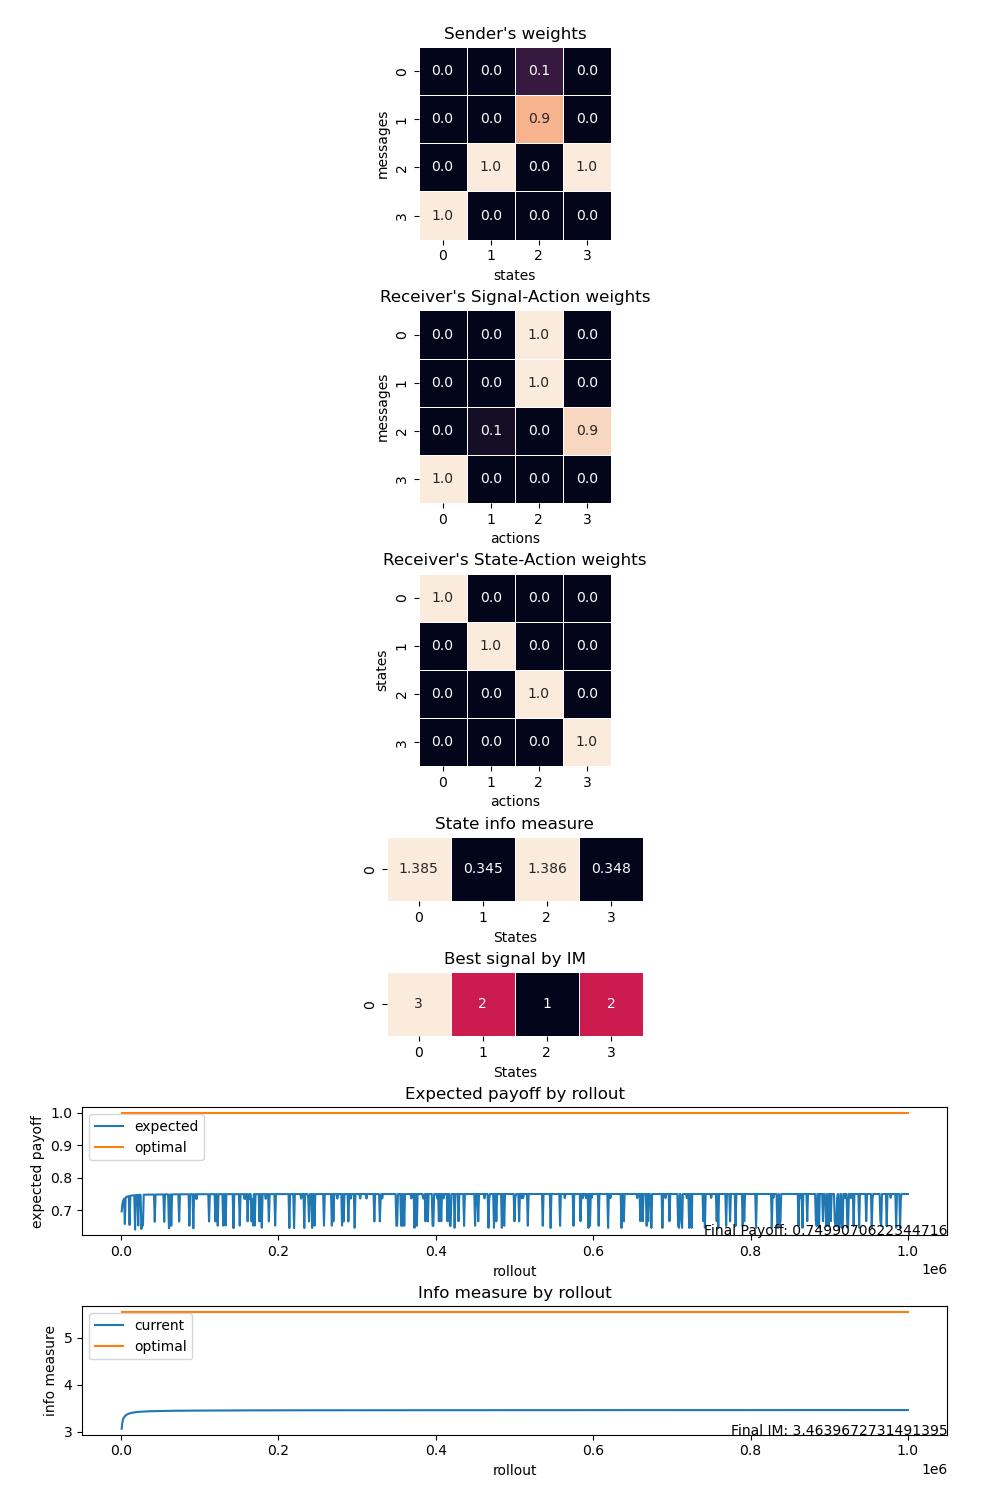 Sender's weights
messages
0 0.0 0.0 0.1 0.0
1 0.0 0.0 0.9 0.0
2 0.0 1.0 0.0 1.0
3 1.0 0.0 0.0 0.0
0 1 2 3
states
Receiver's Signal-Action weights
messages
0 0.0 0.0 1.0 0.0
1 0.0 0.0 1.0 0.0
2 0.0 0.1 0.0 0.9
3 1.0 0.0 0.0 0.0
0 1 2 3
actions
Receiver's State-Action weights
states
0 1.0 0.0 0.0 0.0
1 0.0 1.0 0.0 0.0
2 0.0 0.0 1.0 0.0
3 0.0 0.0 0.0 1.0
0 1 2 3
actions
State info measure
0 1.385 0.345 1.386 0.348
0 1 2 3
States
Best signal by IM
0 3 2 1 2
0 1 2 3
States
Expected payoff by rollout
expected payoff
1.0
0.9
0.8
0.7
expected
optimal
Final Payoff: 0.7499070622344716
0.0 0.2 0.4 0.6 0.8 1.0
1e6
rollout
Info measure by rollout
info measure
5
4
3
current
optimal
Final IM: 3.4639672731491395
0.0 0.2 0.4 0.6 0.8 1.0
1e6
rollout